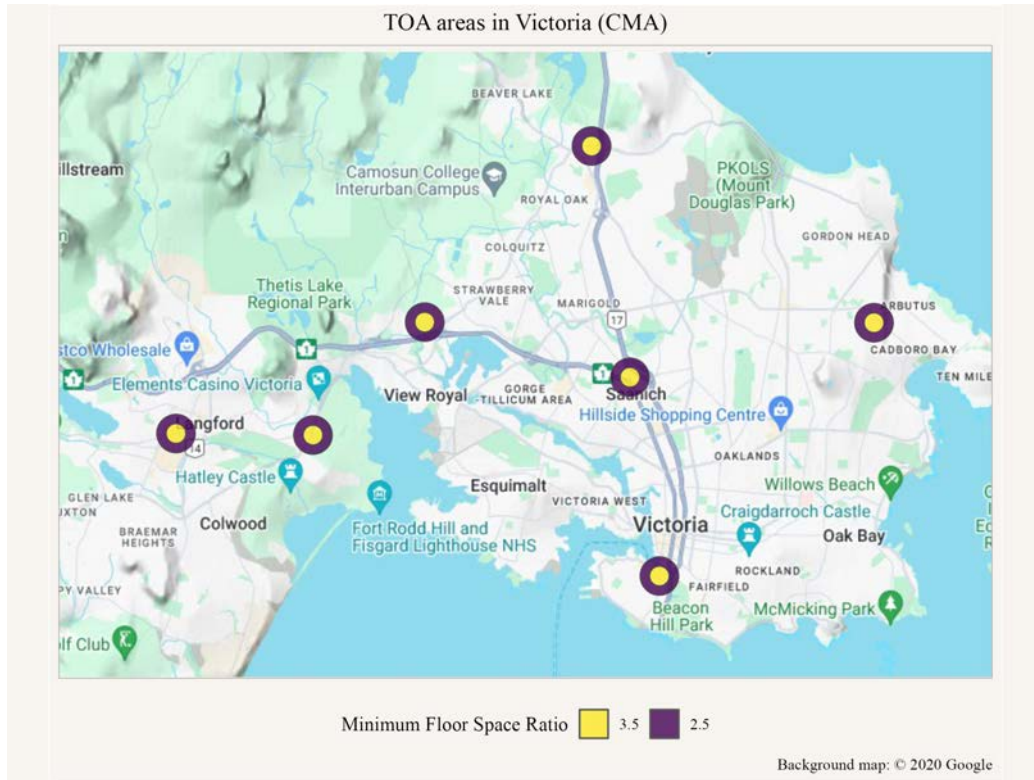 TOA areas in Victoria (CMA)
BEAVER LAKE
illstream
Camosun College
Interurban Campus
PKOLS
(Mount
Douglas Park)
ROYAL OAK
GORDON HEAD
COLQUITZ
Thetis Lake
Regional Park
STRAWBERRY
VALE
MARIGOLD
17
ARBUTUS
CADBORO BAY
stco Wholesale
1
1
1
Elements Casino Victoria
View Royal
GORGE
-TILLICUM AREA
Saanich
TEN MILE
Hillside Shopping Centre
Langford
14
OAKLANDS
Hatley Castle
Esquimalt
Willows Beach
GLEN LAKE
UXTON
VICTORIA WEST
Craigdarroch Castle
Colwood
Fort Rodd Hill and
Fisgard Lighthouse NHS
Victoria
Oak Bay
BRAEMAR
HEIGHTS
ROCKLAND
PY VALLEY
FAIRFIELD
Beacon
Hill Park
McMicking Park
lf Club
Minimum Floor Space Ratio 3.5 2.5
Background map: © 2020 Google